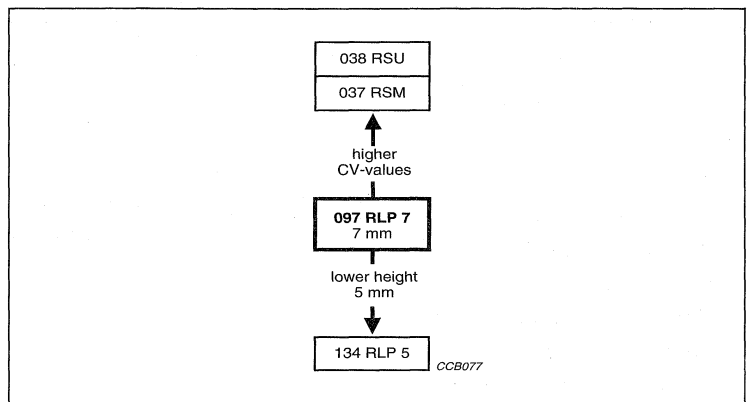 038 RSU
037 RSM
higher
CV-values
097 RLP 7
7 mm
lower height
5 mm
134 RLP 5
CCB077